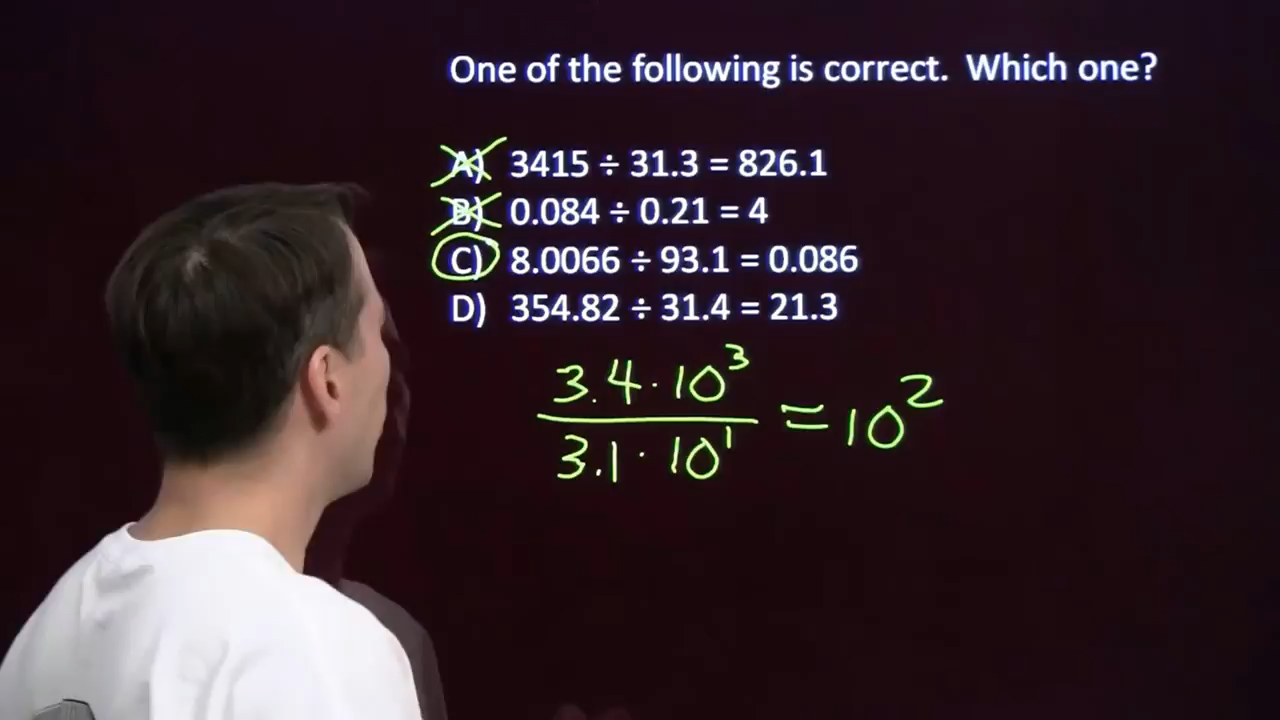 One of the following is correct. Which one?
A) 3415 ÷ 31.3 = 826.1
B) 0.084 ÷ 0.21 = 4
C) 8.0066 ÷ 93.1 = 0.086
D) 354.82 ÷ 31.4 = 21.3
3.4 · 10³
3.1 · 10¹
= 10²